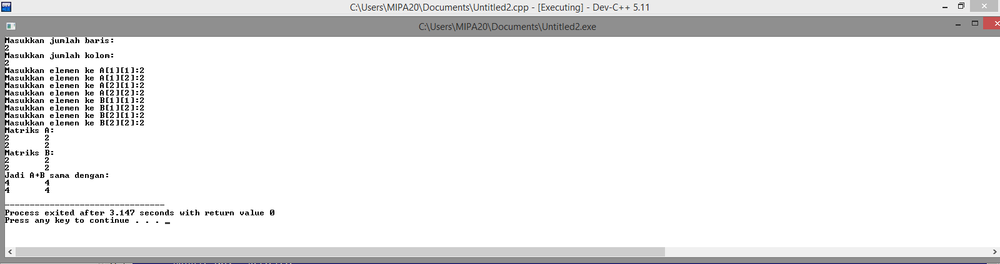 C:\Users\MIPA20\Documents\Untitled2.cpp - [Executing] - Dev-C++ 5.11
C:\Users\MIPA20\Documents\Untitled2.exe
Masukkan jumlah baris:
2
Masukkan jumlah kolom:
2
Masukkan elemen ke A[1][1]:2
Masukkan elemen ke A[1][2]:2
Masukkan elemen ke A[2][1]:2
Masukkan elemen ke A[2][2]:2
Masukkan elemen ke B[1][1]:2
Masukkan elemen ke B[1][2]:2
Masukkan elemen ke B[2][1]:2
Masukkan elemen ke B[2][2]:2
Matriks A:
2       2
2       2
Matriks B:
2       2
2       2
Jadi A+B sama dengan:
4       4
4       4
--------------------------------
Process exited after 3.147 seconds with return value 0
Press any key to continue . . . _